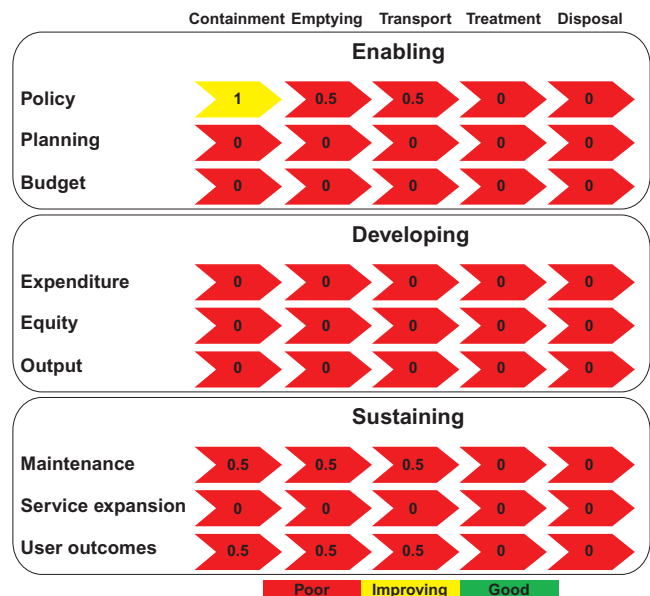 Containment Emptying Transport Treatment Disposal
Enabling
Policy 1 0.5 0.5 0 0
Planning 0 0 0 0 0
Budget 0 0 0 0 0
Developing
Expenditure 0 0 0 0 0
Equity 0 0 0 0 0
Output 0 0 0 0 0
Sustaining
Maintenance 0.5 0.5 0.5 0 0
Service expansion 0 0 0 0 0
User outcomes 0.5 0.5 0.5 0 0
Poor Improving Good